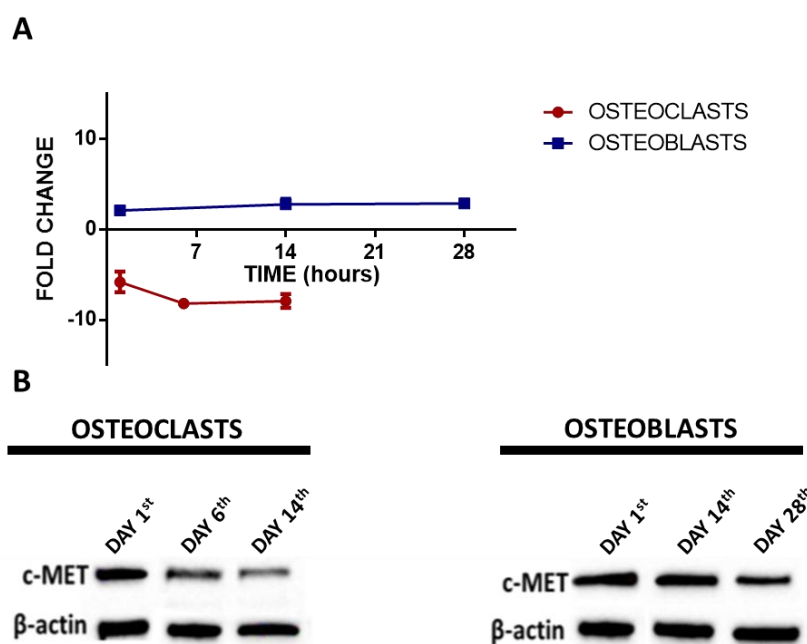 A
FOLD CHANGE
10
0
-10
7 14 21 28
TIME (hours)
OSTEOCLASTS
OSTEOBLASTS
B
OSTEOCLASTS
DAY 1st DAY 6th DAY 14th
c-MET
β-actin
OSTEOBLASTS
DAY 1st DAY 14th DAY 28th
c-MET
β-actin